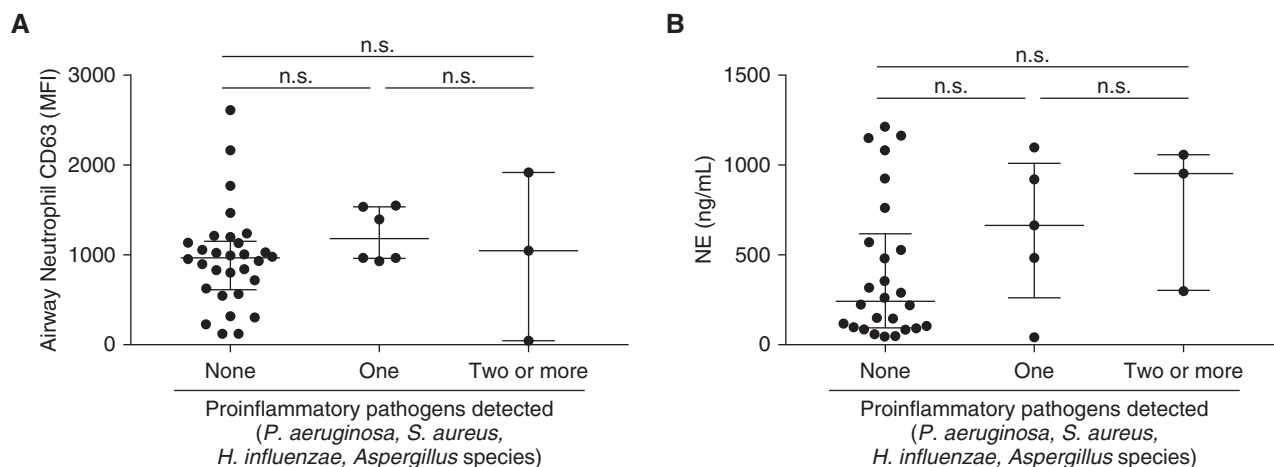 A
n.s.
n.s.
n.s.
Airway Neutrophil CD63 (MFI)
3000
2000
1000
0
None One Two or more
Proinflammatory pathogens detected
(P. aeruginosa, S. aureus,
H. influenzae, Aspergillus species)
B
n.s.
n.s.
n.s.
NE (ng/mL)
1500
1000
500
0
None One Two or more
Proinflammatory pathogens detected
(P. aeruginosa, S. aureus,
H. influenzae, Aspergillus species)